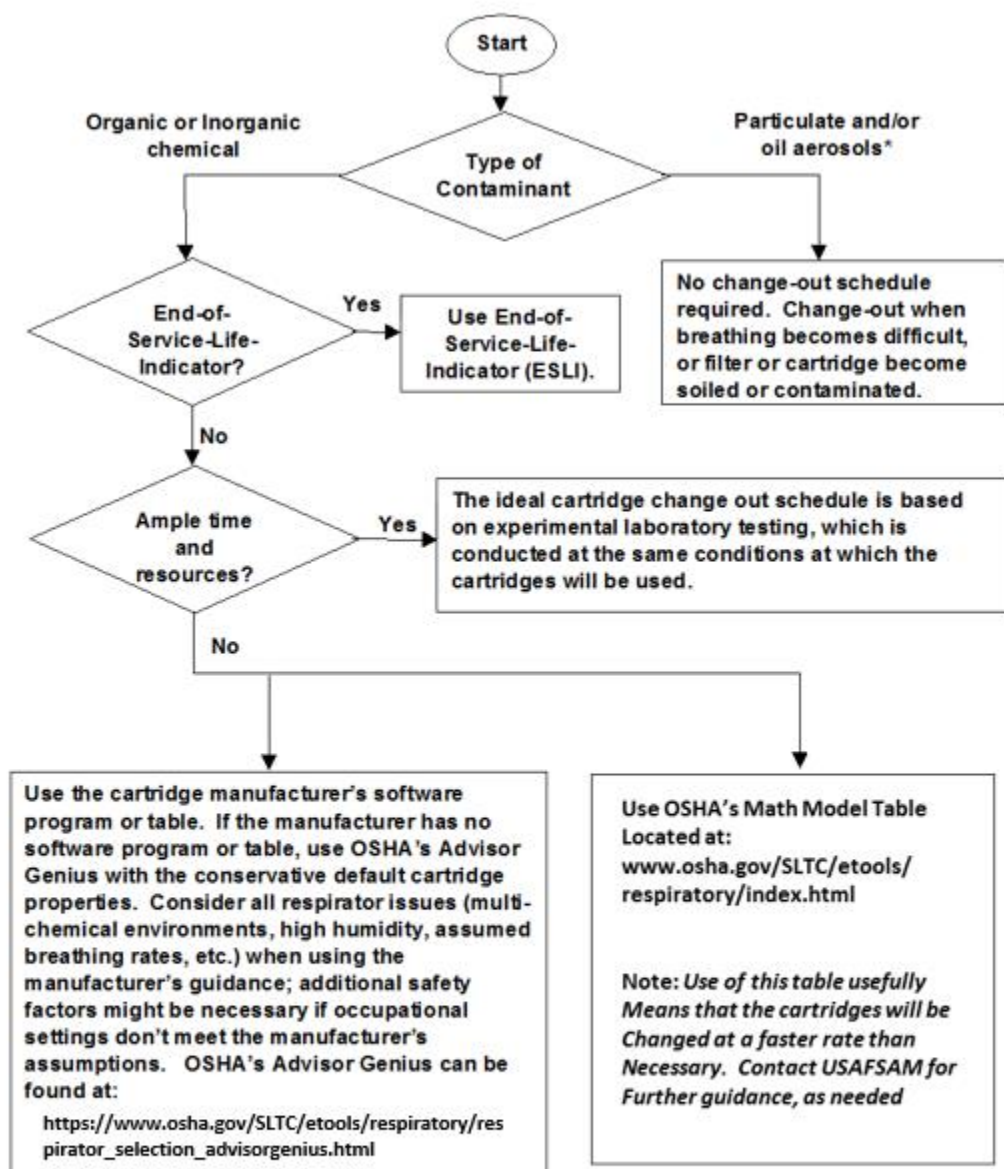 Start
Organic or Inorganic
chemical
Particulate and/or
oil aerosols*
Type of
Contaminant
End-of-
Service-Life-
Indicator?
Yes
Use End-of-
Service-Life-
Indicator (ESLI).
No change-out schedule
required.  Change-out when
breathing becomes difficult,
or filter or cartridge become
soiled or contaminated.
No
Ample time
and
resources?
Yes
The ideal cartridge change out schedule is based
on experimental laboratory testing, which is
conducted at the same conditions at which the
cartridges will be used.
No
Use the cartridge manufacturer's software
program or table.  If the manufacturer has no
software program or table, use OSHA's Advisor
Genius with the conservative default cartridge
properties.  Consider all respirator issues (multi-
chemical environments, high humidity, assumed
breathing rates, etc.) when using the
manufacturer's guidance; additional safety
factors might be necessary if occupational
settings don't meet the manufacturer's
assumptions.   OSHA's Advisor Genius can be
found at:
https://www.osha.gov/SLTC/etools/respiratory/res
pirator_selection_advisorgenius.html
Use OSHA's Math Model Table
Located at:
www.osha.gov/SLTC/etools/
respiratory/index.html
Note: Use of this table usefully
Means that the cartridges will be
Changed at a faster rate than
Necessary.  Contact USAFSAM for
Further guidance, as needed